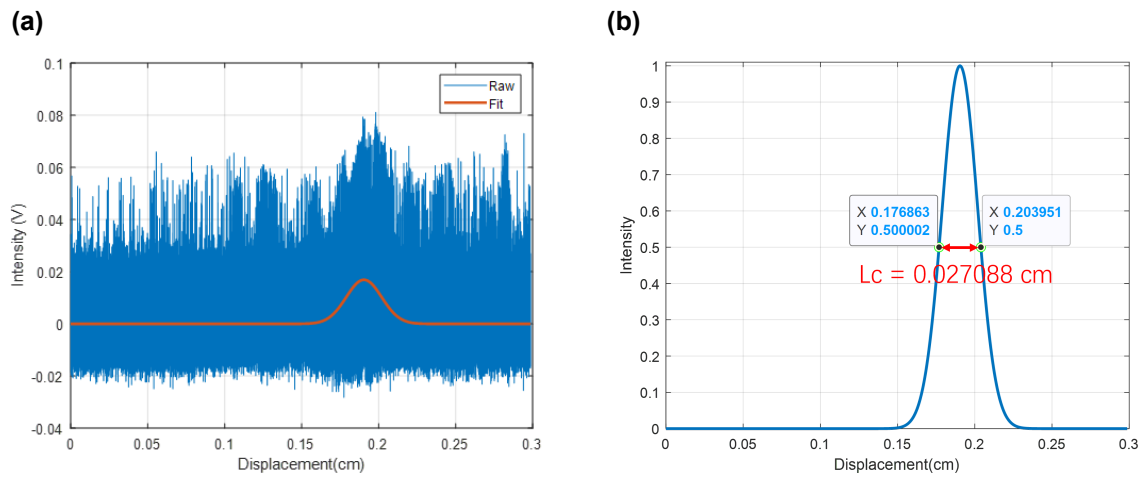 (a)
0.1
0.08
0.06
0.04
0.02
0
-0.02
-0.04
Intensity (V)
Raw
Fit
0
0.05
0.1
0.15
0.2
0.25
0.3
Displacement(cm)
(b)
1
0.9
0.8
0.7
0.6
0.5
0.4
0.3
0.2
0.1
0
Intensity
X 0.176863
Y 0.500002
X 0.203951
Y 0.5
Lc = 0.027088 cm
0
0.05
0.1
0.15
0.2
0.25
0.3
Displacement(cm)